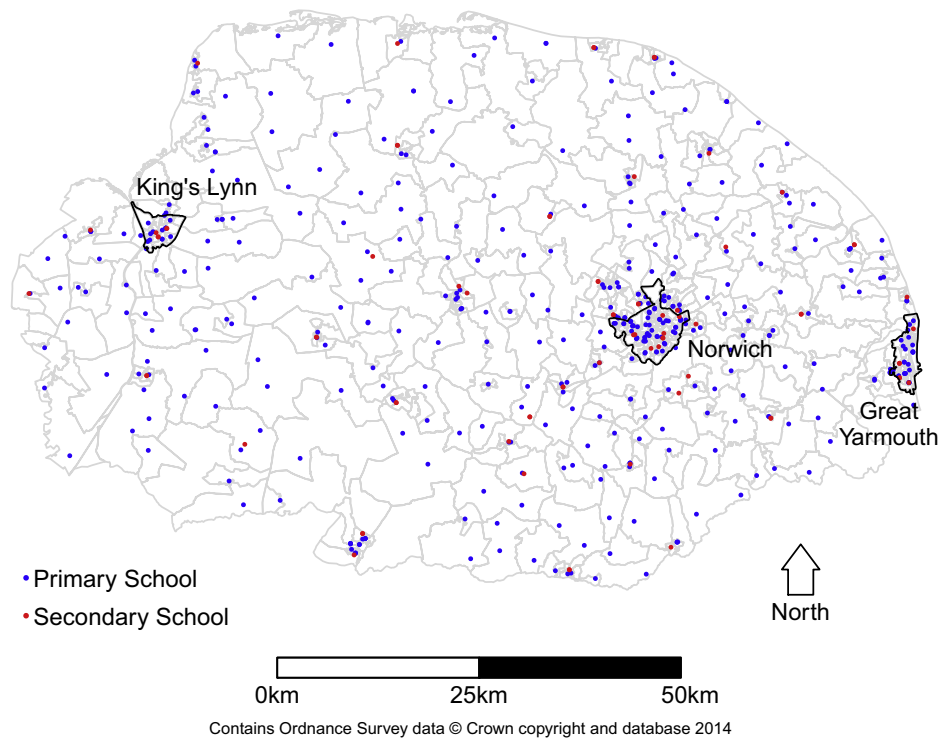 King's Lynn
Norwich
Great
Yarmouth
Primary School
Secondary School
North
0km 25km 50km
Contains Ordnance Survey data © Crown copyright and database 2014